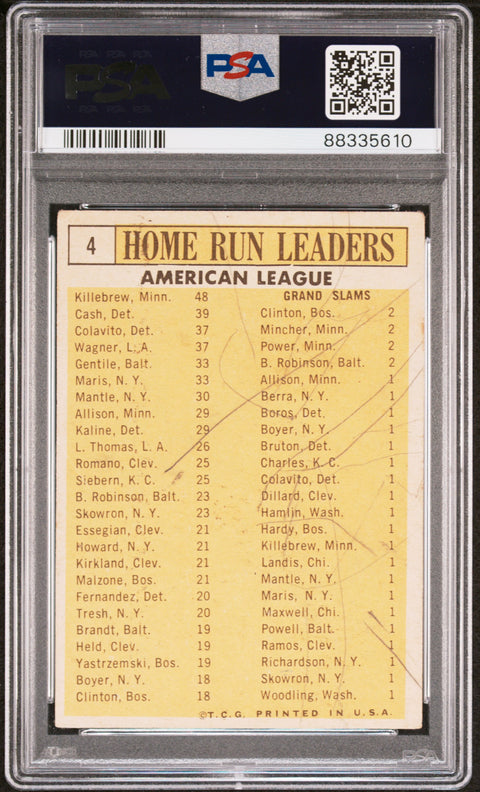 PSA
PSA
88335610
4 HOME RUN LEADERS
AMERICAN LEAGUE
Killebrew, Minn. 48
Cash, Det. 39
Colavito, Det. 37
Wagner, L. A. 37
Gentile, Balt. 33
Maris, N. Y. 33
Mantle, N. Y. 30
Allison, Minn. 29
Kaline, Det. 29
L. Thomas, L. A. 26
Romano, Clev. 25
Siebern, K. C. 25
B. Robinson, Balt. 23
Skowron, N. Y. 23
Essegian, Clev. 21
Howard, N. Y. 21
Kirkland, Clev. 21
Malzone, Bos. 21
Fernandez, Det. 20
Tresh, N. Y. 20
Brandt, Balt. 19
Held, Clev. 19
Yastrzemski, Bos. 19
Boyer, N. Y. 18
Clinton, Bos. 18
GRAND SLAMS
Clinton, Bos. 2
Mincher, Minn. 2
Power, Minn. 2
B. Robinson, Balt. 2
Allison, Minn. 1
Berra, N. Y. 1
Boros, Det. 1
Boyer, N. Y. 1
Bruton, Det. 1
Charles, K. C. 1
Colavito, Det. 1
Dillard, Clev. 1
Hamlin, Wash. 1
Hardy, Bos. 1
Killebrew, Minn. 1
Landis, Chi. 1
Mantle, N. Y. 1
Maris, N. Y. 1
Maxwell, Chi. 1
Powell, Balt. 1
Ramos, Clev. 1
Richardson, N. Y. 1
Skowron, N. Y. 1
Woodling, Wash. 1
©T.C.G. PRINTED IN U.S.A.
PSA